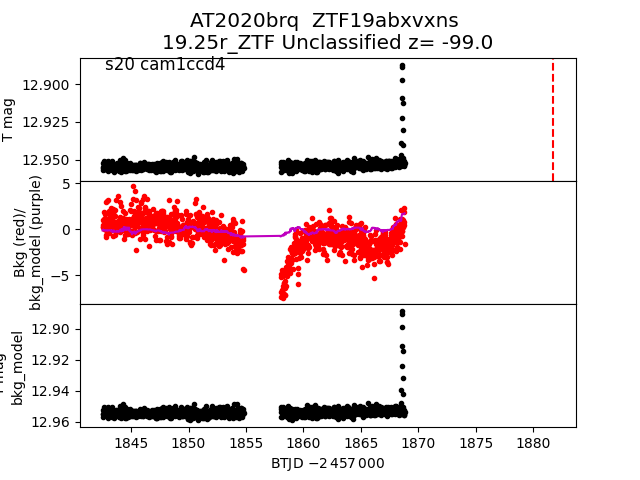 AT2020brq  ZTF19abxvxns
19.25r_ZTF Unclassified z= -99.0
s20 cam1ccd4
T mag
12.900
12.925
12.950
Bkg (red)/
bkg_model (purple)
5
0
−5
mag
bkg_model
12.90
12.92
12.94
12.96
1845 1850 1855 1860 1865 1870 1875 1880
BTJD −2 457 000